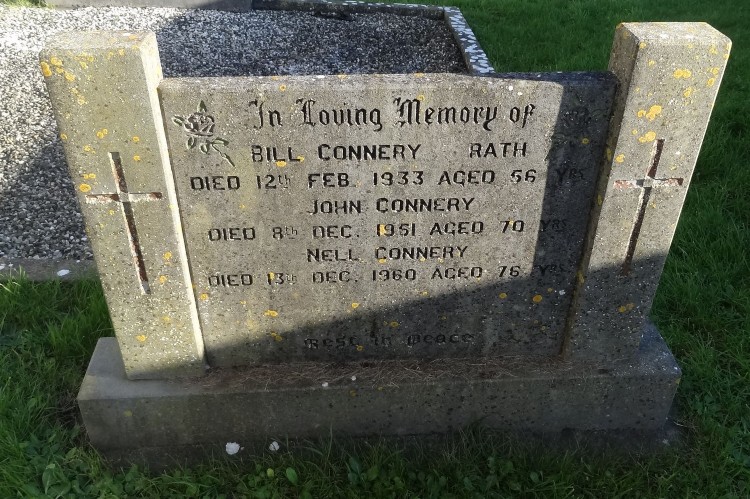 In Loving Memory of
BILL CONNERY RATH
DIED 12TH FEB. 1933 AGED 56 YRS
JOHN CONNERY
DIED 8TH DEC. 1951 AGED 70 YRS
NELL CONNERY
DIED 13TH DEC. 1960 AGED 76 YRS
Rest in Peace